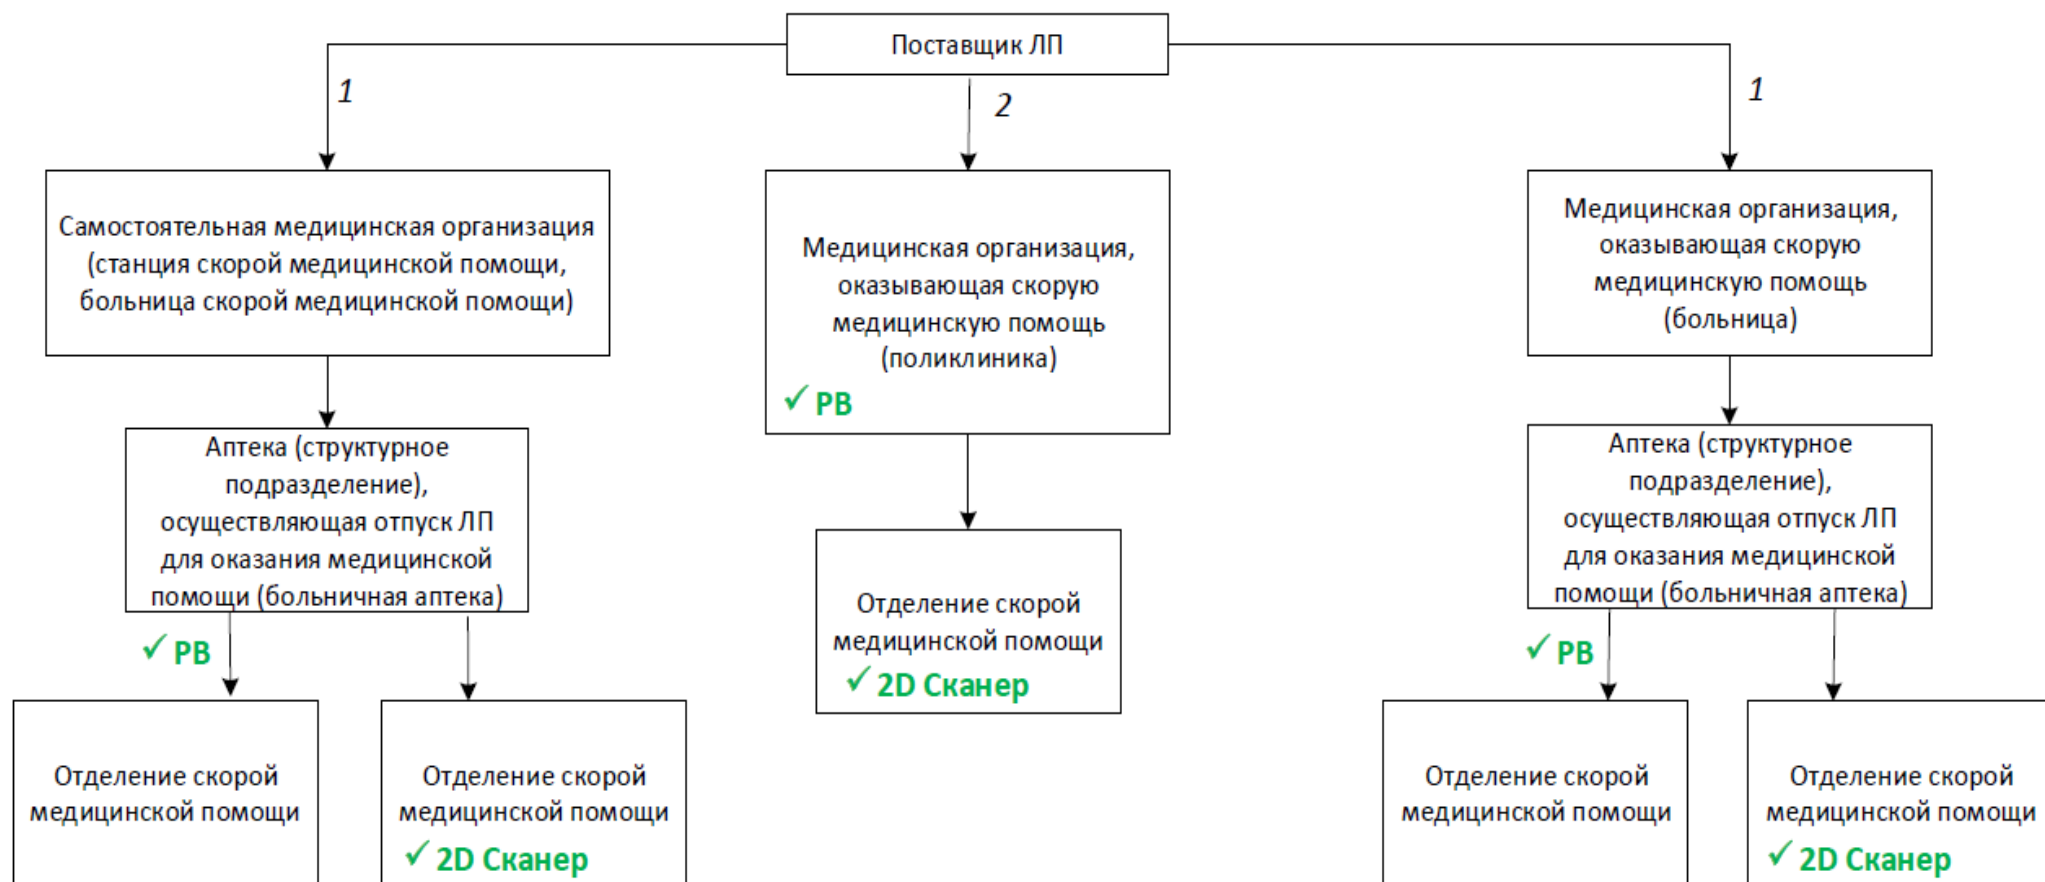 Поставщик ЛП
1
2
1
Самостоятельная медицинская организация
(станция скорой медицинской помощи,
больница скорой медицинской помощи)
Медицинская организация,
оказывающая скорую
медицинскую помощь
(поликлиника)
✓ РВ
Медицинская организация,
оказывающая скорую
медицинскую помощь
(больница)
Аптека (структурное
подразделение),
осуществляющая отпуск ЛП
для оказания медицинской
помощи (больничная аптека)
Отделение скорой
медицинской помощи
✓ 2D Сканер
Аптека (структурное
подразделение),
осуществляющая отпуск ЛП
для оказания медицинской
помощи (больничная аптека)
✓ РВ
✓ РВ
Отделение скорой
медицинской помощи
Отделение скорой
медицинской помощи
✓ 2D Сканер
Отделение скорой
медицинской помощи
Отделение скорой
медицинской помощи
✓ 2D Сканер